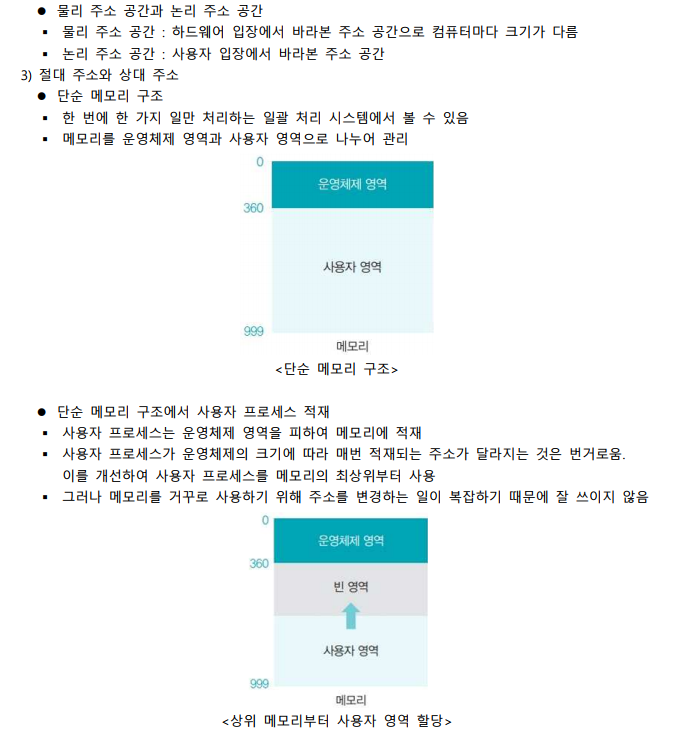 ● 물리 주소 공간과 논리 주소 공간
▪ 물리 주소 공간 : 하드웨어 입장에서 바라본 주소 공간으로 컴퓨터마다 크기가 다름
▪ 논리 주소 공간 : 사용자 입장에서 바라본 주소 공간
3) 절대 주소와 상대 주소
● 단순 메모리 구조
▪ 한 번에 한 가지 일만 처리하는 일괄 처리 시스템에서 볼 수 있음
▪ 메모리를 운영체제 영역과 사용자 영역으로 나누어 관리
0
운영체제 영역
360
사용자 영역
999
메모리
<단순 메모리 구조>
● 단순 메모리 구조에서 사용자 프로세스 적재
▪ 사용자 프로세스는 운영체제 영역을 피하여 메모리에 적재
▪ 사용자 프로세스가 운영체제의 크기에 따라 매번 적재되는 주소가 달라지는 것은 번거로움.
이를 개선하여 사용자 프로세스를 메모리의 최상위부터 사용
▪ 그러나 메모리를 거꾸로 사용하기 위해 주소를 변경하는 일이 복잡하기 때문에 잘 쓰이지 않음
0
운영체제 영역
360
빈 영역
사용자 영역
999
메모리
<상위 메모리부터 사용자 영역 할당>